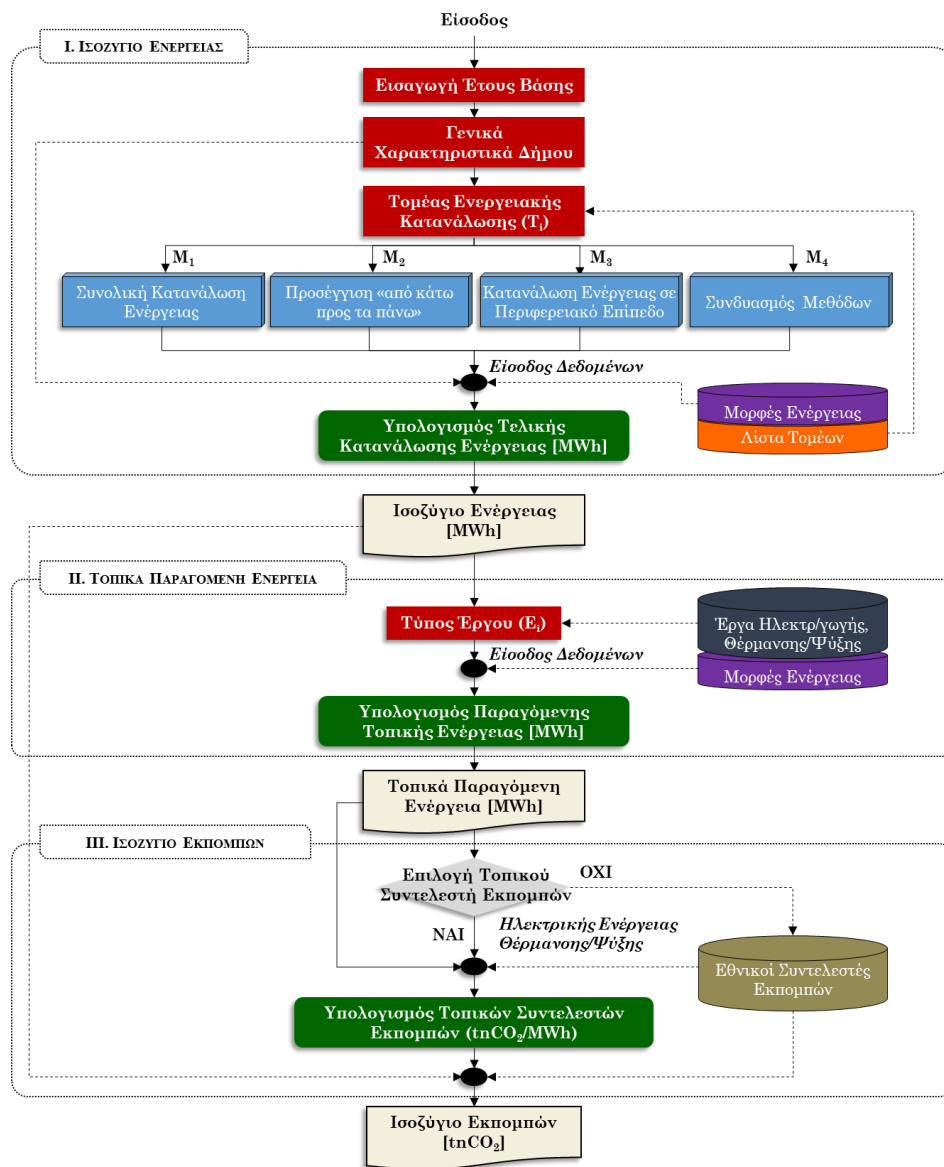 Είσοδος
I. ΙΣΟΖΥΓΙΟ ΕΝΕΡΓΕΙΑΣ
Εισαγωγή Έτους Βάσης
Γενικά
Χαρακτηριστικά Δήμου
Τομέας Ενεργειακής
Κατανάλωσης (Τi)
M1
M2
M3
M4
Συνολική Κατανάλωση
Ενέργειας
Προσέγγιση «από κάτω
προς τα πάνω»
Κατανάλωση Ενέργειας σε
Περιφερειακό Επίπεδο
Συνδυασμός Μεθόδων
Είσοδος Δεδομένων
Μορφές Ενέργειας
Λίστα Τομέων
Υπολογισμός Τελικής
Κατανάλωσης Ενέργειας [MWh]
Ισοζύγιο Ενέργειας
[MWh]
II. ΤΟΠΙΚΑ ΠΑΡΑΓΟΜΕΝΗ ΕΝΕΡΓΕΙΑ
Τύπος Έργου (Ei)
Έργα Ηλεκτρ/γωγής,
Θέρμανσης/Ψύξης
Είσοδος Δεδομένων
Μορφές Ενέργειας
Υπολογισμός Παραγόμενης
Τοπικής Ενέργειας [MWh]
Τοπικά Παραγόμενη
Ενέργεια [MWh]
III. ΙΣΟΖΥΓΙΟ ΕΚΠΟΜΠΩΝ
Επιλογή Τοπικού
Συντελεστή Εκπομπών
ΟΧΙ
ΝΑΙ
Ηλεκτρικής Ενέργειας
Θέρμανσης/Ψύξης
Εθνικοί Συντελεστές
Εκπομπών
Υπολογισμός Τοπικών Συντελεστών
Εκπομπών (tnCO2/MWh)
Ισοζύγιο Εκπομπών
[tnCO2]